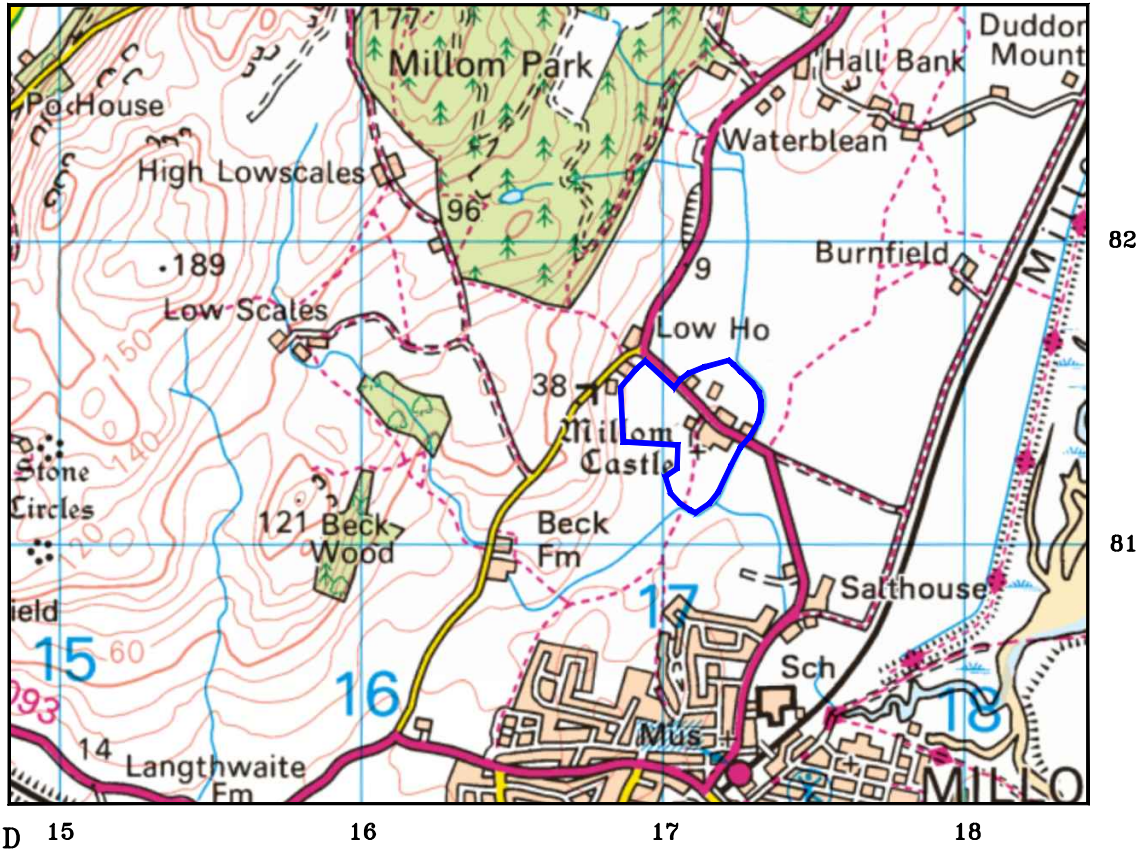 177
Millom Park
Duddon
Mount
Hall Bank
Po House
Waterblean
High Lowscales
96
82
189
Burnfield
9
Low Scales
Low Ho
150
38
Millom
Castle
140
Stone
Circles
121
Beck
Wood
120
Beck
Fm
81
17
Salthouse
ield
15
60
16
Sch
18
093
14
Mus
Langthwaite
Fm
MILLO
D
15
16
17
18